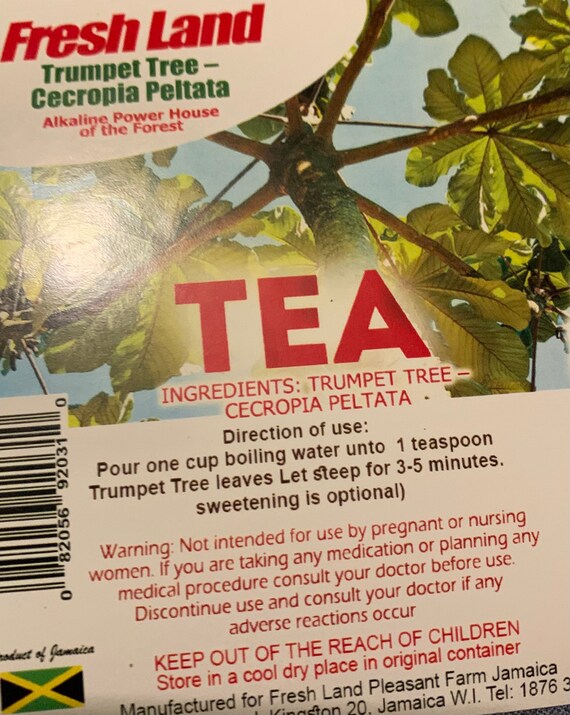 Fresh Land
Trumpet Tree –
Cecropia Peltata
Alkaline Power House
of the Forest
TEA
INGREDIENTS: TRUMPET TREE –
CECROPIA PELTATA
Direction of use:
Pour one cup boiling water unto 1 teaspoon
Trumpet Tree leaves Let steep for 3-5 minutes.
sweetening is optional)
Warning: Not intended for use by pregnant or nursing
women. If you are taking any medication or planning any
medical procedure consult your doctor before use.
Discontinue use and consult your doctor if any
adverse reactions occur
KEEP OUT OF THE REACH OF CHILDREN
Store in a cool dry place in original container
0 82056 92031 0
of Jamaica
Manufactured for Fresh Land Pleasant Farm Jamaica
Kingston 20, Jamaica W.I. Tel: 1876 3